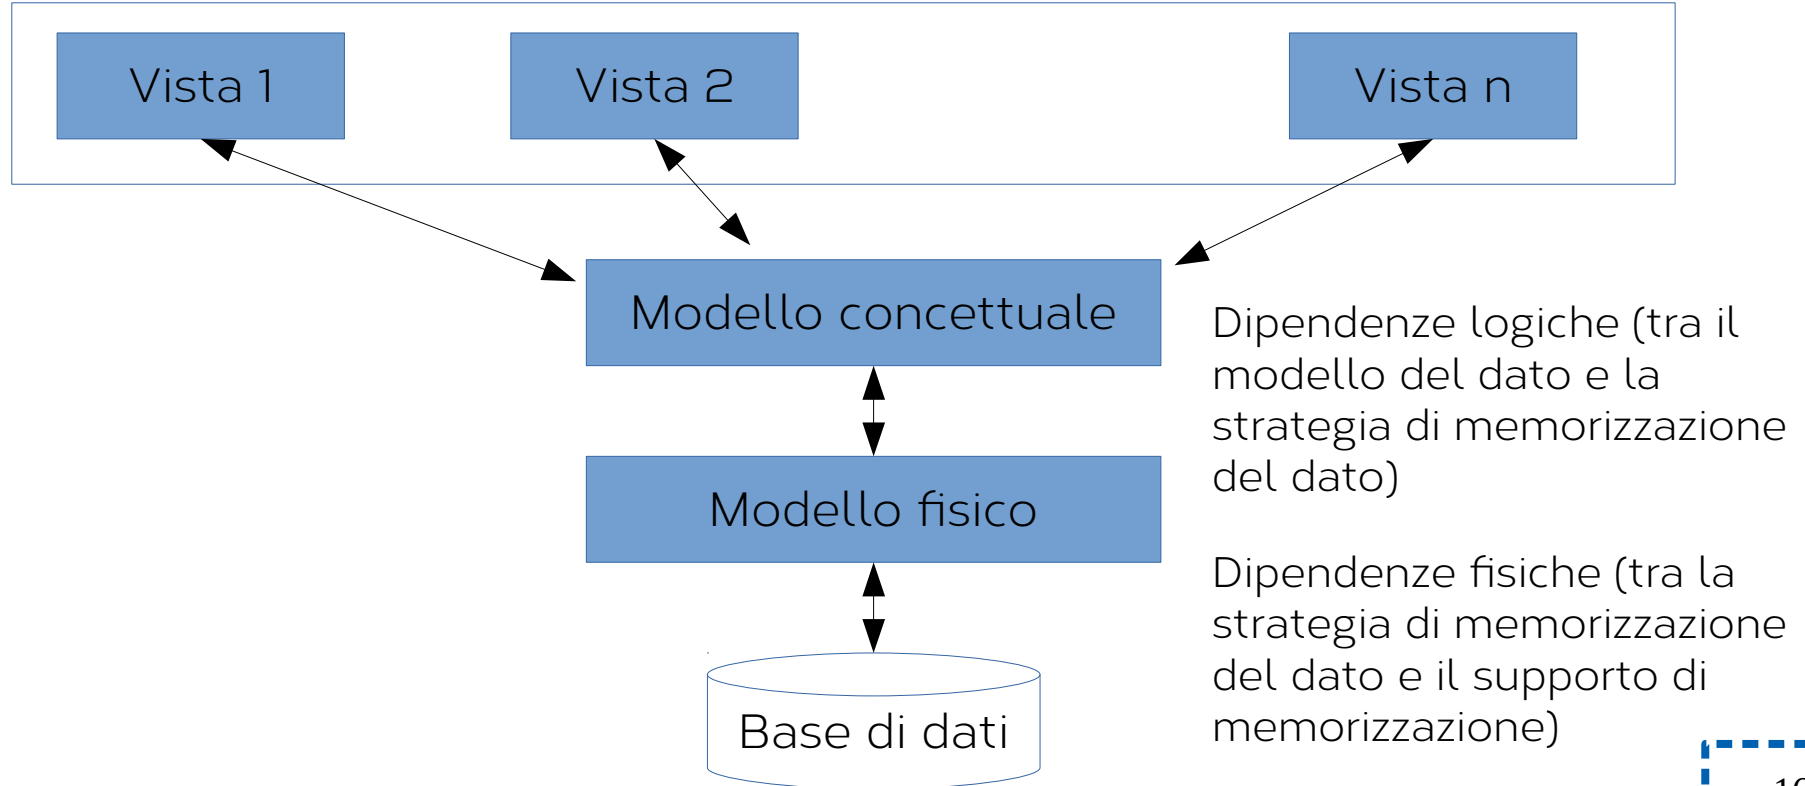 Vista 1
Vista 2
Vista n
Modello concettuale
Dipendenze logiche (tra il
modello del dato e la
strategia di memorizzazione
del dato)
Modello fisico
Dipendenze fisiche (tra la
strategia di memorizzazione
del dato e il supporto di
memorizzazione)
Base di dati